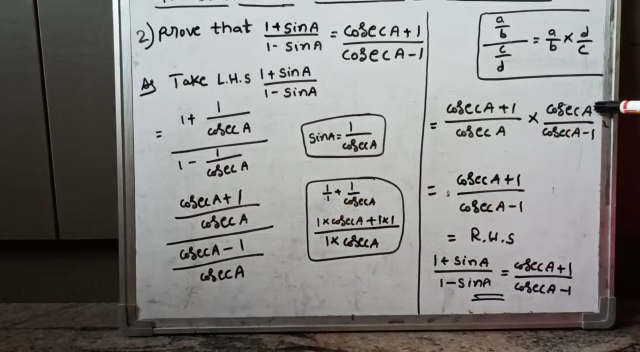 2) prove that (1+sinA)/(1-sinA) = (cosecA+1)/(cosecA-1)
A) Take L.H.S (1+sinA)/(1-sinA)
= (1+1/cosecA)/(1-1/cosecA)
sinA=1/cosecA
((cosecA+1)/cosecA)/((cosecA-1)/cosecA)
1/1+1/cosecA
(1×cosecA+1×1)/(1×cosecA)
(a/b)/(c/d) = a/b × d/c
= (cosecA+1)/cosecA × cosecA/(cosecA-1)
= (cosecA+1)/(cosecA-1)
= R.H.S
(1+sinA)/(1-sinA) = (cosecA+1)/(cosecA-1)